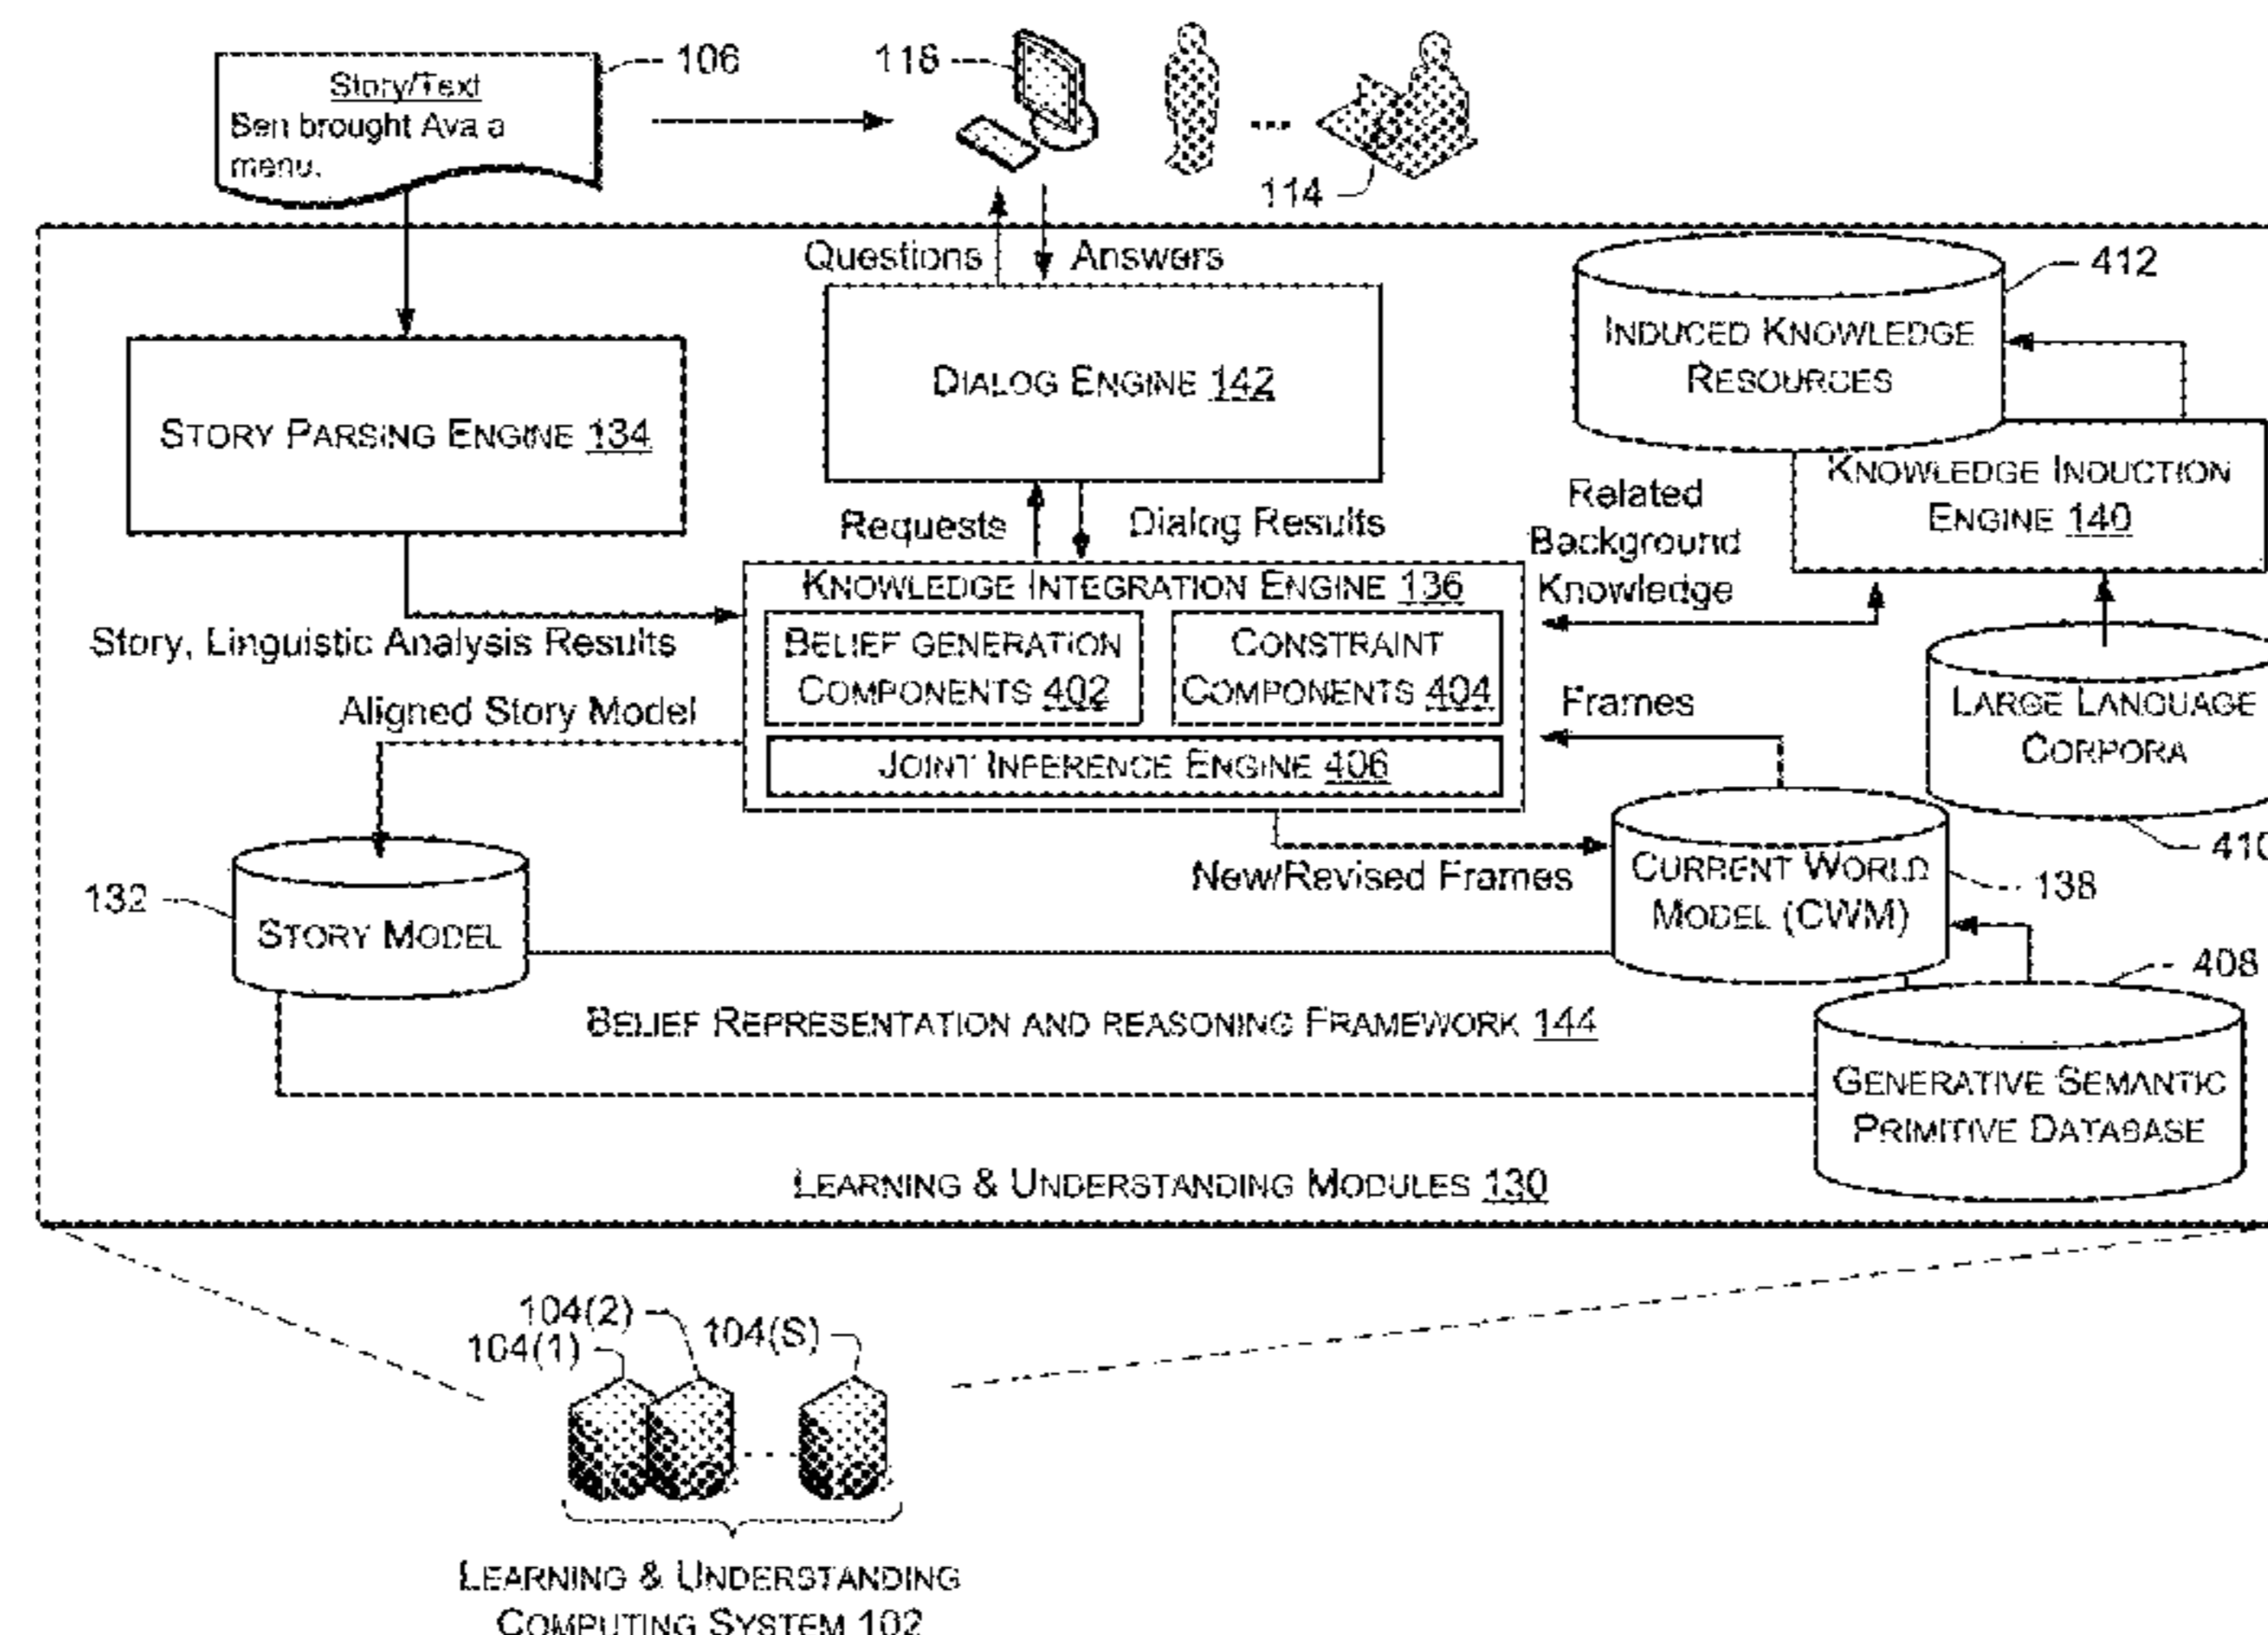 106
118
Story/Text
Ben brought Ava a
menu.
114
Questions
Answers
412
INDUCED KNOWLEDGE
RESOURCES
DIALOG ENGINE 142
STORY PARSING ENGINE 134
KNOWLEDGE INDUCTION
ENGINE 140
Related
Background
Knowledge
Requests
Dialog Results
KNOWLEDGE INTEGRATION ENGINE 136
BELIEF GENERATION
COMPONENTS 402
CONSTRAINT
COMPONENTS 404
JOINT INFERENCE ENGINE 406
Story, Linguistic Analysis Results
Aligned Story Model
Frames
LARGE LANGUAGE
CORPORA
410
New/Revised Frames
CURRENT WORLD
MODEL (CWM)
138
132
STORY MODEL
408
BELIEF REPRESENTATION AND REASONING FRAMEWORK 144
GENERATIVE SEMANTIC
PRIMITIVE DATABASE
LEARNING & UNDERSTANDING MODULES 130
104(2)
104(1)
104(S)
LEARNING & UNDERSTANDING
COMPUTING SYSTEM 102